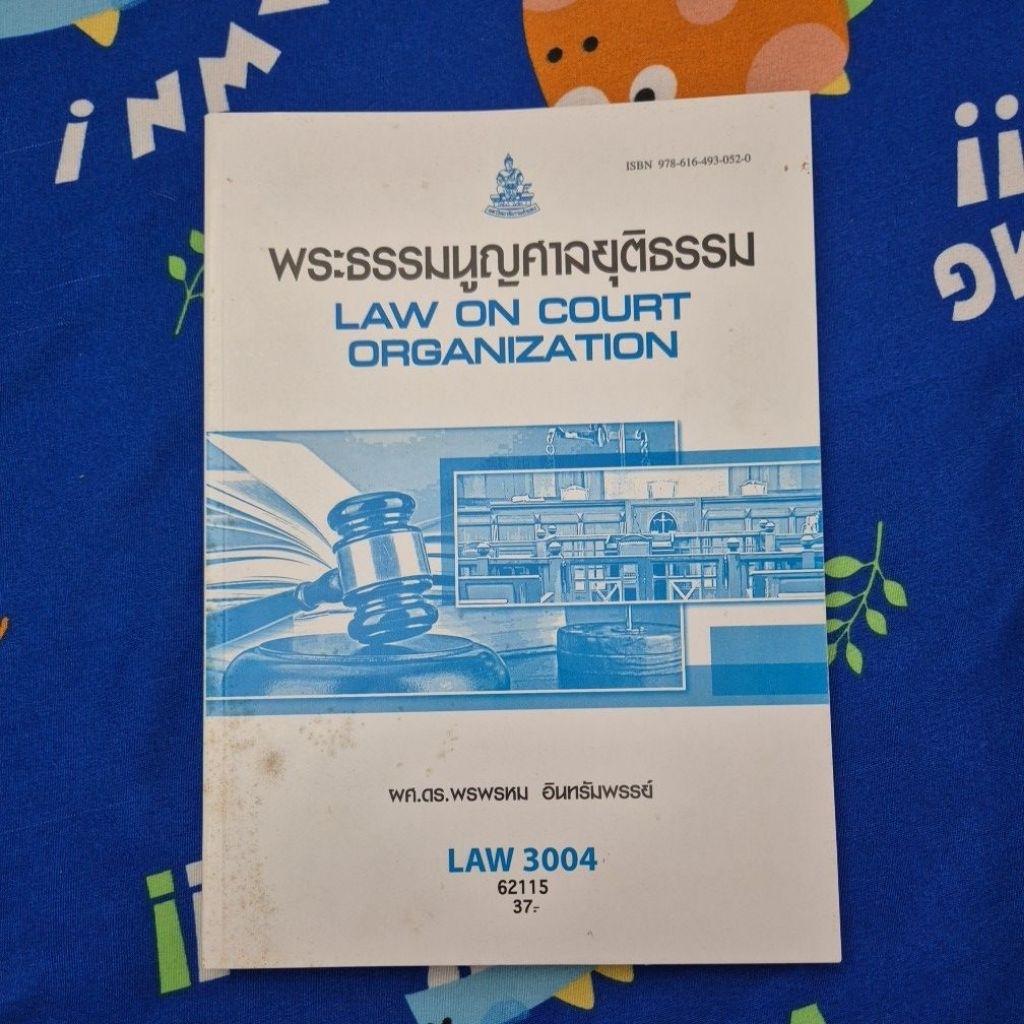 ISBN 978-616-493-052-0
พระธรรมนูญศาลยุติธรรม
LAW ON COURT
ORGANIZATION
ผศ.ดร.พรพรหม อินทรัมพรรย์
LAW 3004
62115
37.-